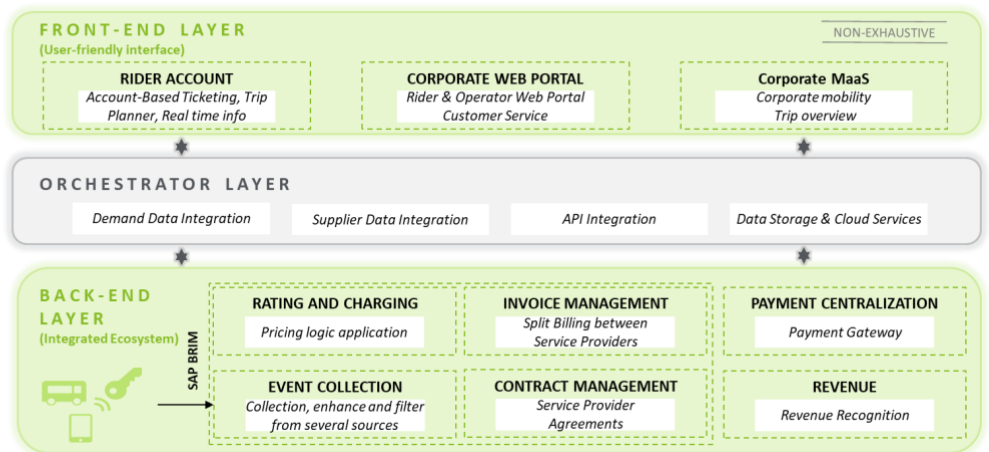 FRONT-END LAYER
(User-friendly interface)
NON-EXHAUSTIVE
RIDER ACCOUNT
Account-Based Ticketing, Trip
Planner, Real time info
CORPORATE WEB PORTAL
Rider & Operator Web Portal
Customer Service
Corporate MaaS
Corporate mobility
Trip overview
ORCHESTRATOR LAYER
Demand Data Integration
Supplier Data Integration
API Integration
Data Storage & Cloud Services
BACK-END
LAYER
(Integrated Ecosystem)
SAP BRIM
RATING AND CHARGING
Pricing logic application
INVOICE MANAGEMENT
Split Billing between
Service Providers
PAYMENT CENTRALIZATION
Payment Gateway
EVENT COLLECTION
Collection, enhance and filter
from several sources
CONTRACT MANAGEMENT
Service Provider
Agreements
REVENUE
Revenue Recognition